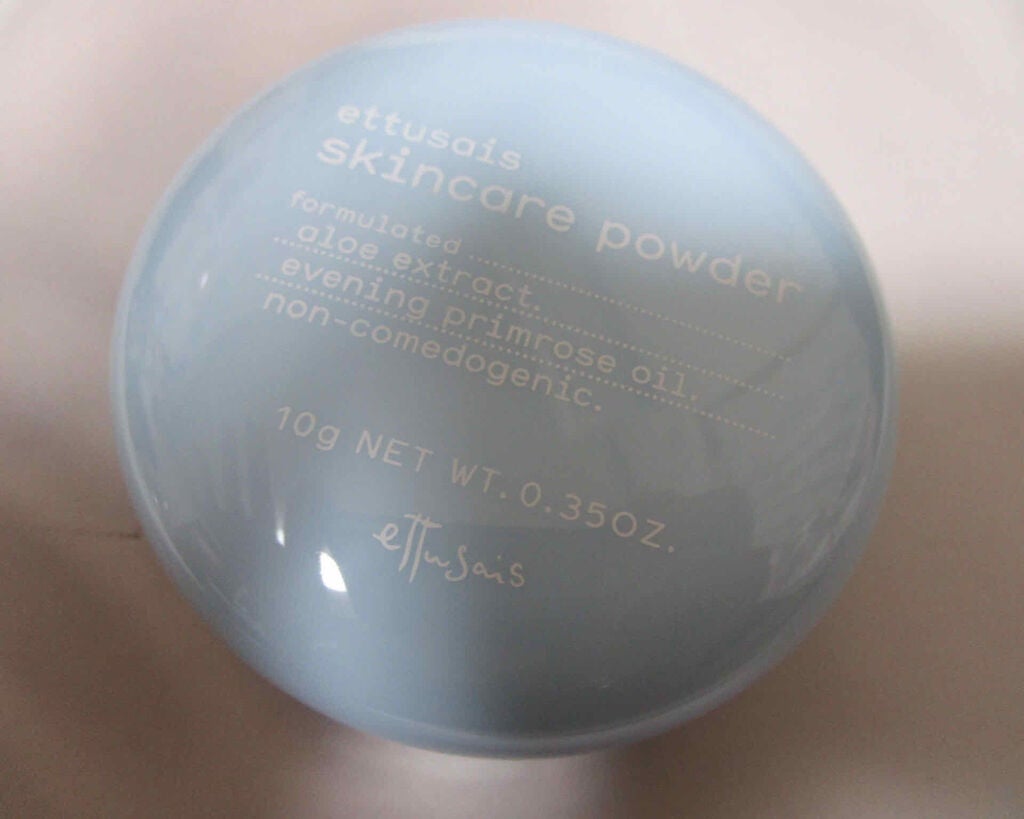 ettusais
skincare powder
formulated
aloe extract.
evening primrose oil.
non-comedogenic.
10g NET WT. 0.35OZ.
ettusais